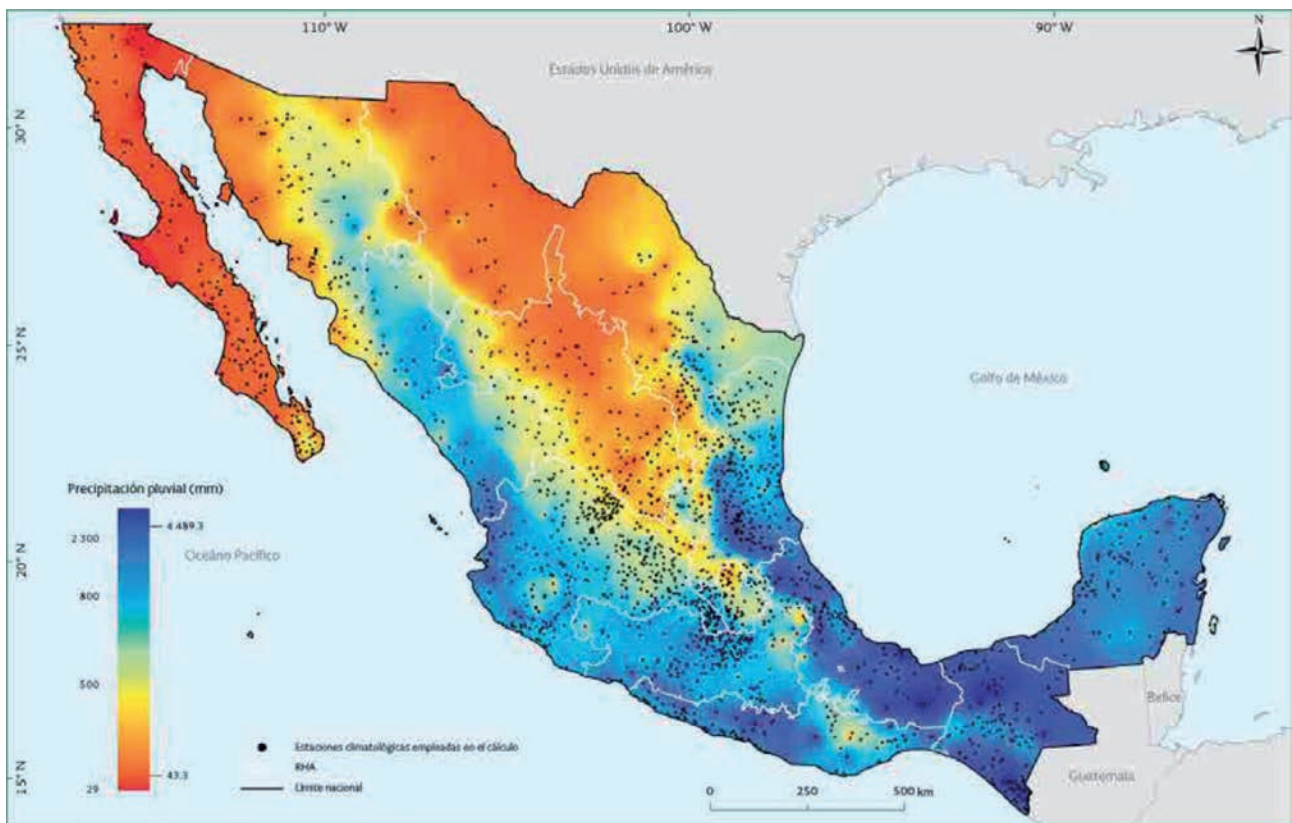 110° W
100° W
90° W
N
Estados Unidos de América
30° N
25° N
Golfo de México
Precipitación pluvial (mm)
4 489.3
2 300
20° N
Océano Pacífico
800
500
Belice
Estaciones climatológicas empleadas en el cálculo
RHA
Guatemala
15° N
43.3
29
Límite nacional
0
250
500 km